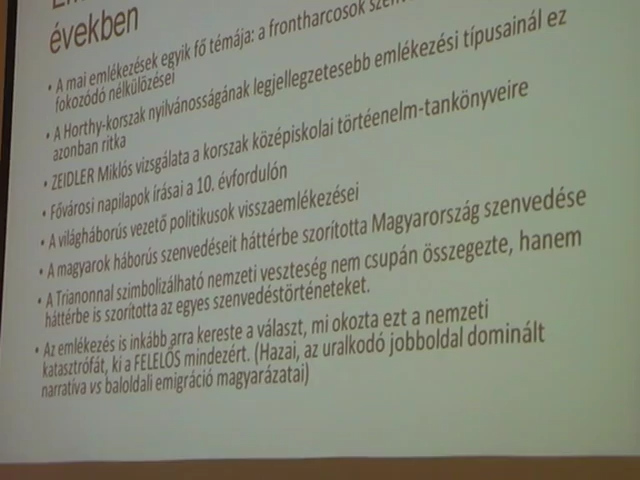 években
• A mai emlékezések egyik fő témája: a frontharcosok
fokozódó nélkülözései
• A Horthy-korszak nyilvánosságának legjellegzetesebb emlékezési típusainál ez
azonban ritka
• ZEIDLER Miklós vizsgálata a korszak középiskolai törtéenelm-tankönyveire
• Fővárosi napilapok írásai a 10. évfordulón
• A világháborús vezető politikusok visszaemlékezései
• A magyarok háborús szenvedéseit háttérbe szorította Magyarország szenvedése
• A Trianonnal szimbolizálható nemzeti veszteség nem csupán összegezte, hanem
háttérbe is szorította az egyes szenvedéstörténeteket.
• Az emlékezés is inkább arra kereste a választ, mi okozta ezt a nemzeti
katasztrófát, ki a FELELŐS mindezért. (Hazai, az uralkodó jobboldal dominált
narratíva vs baloldali emigráció magyarázatai)